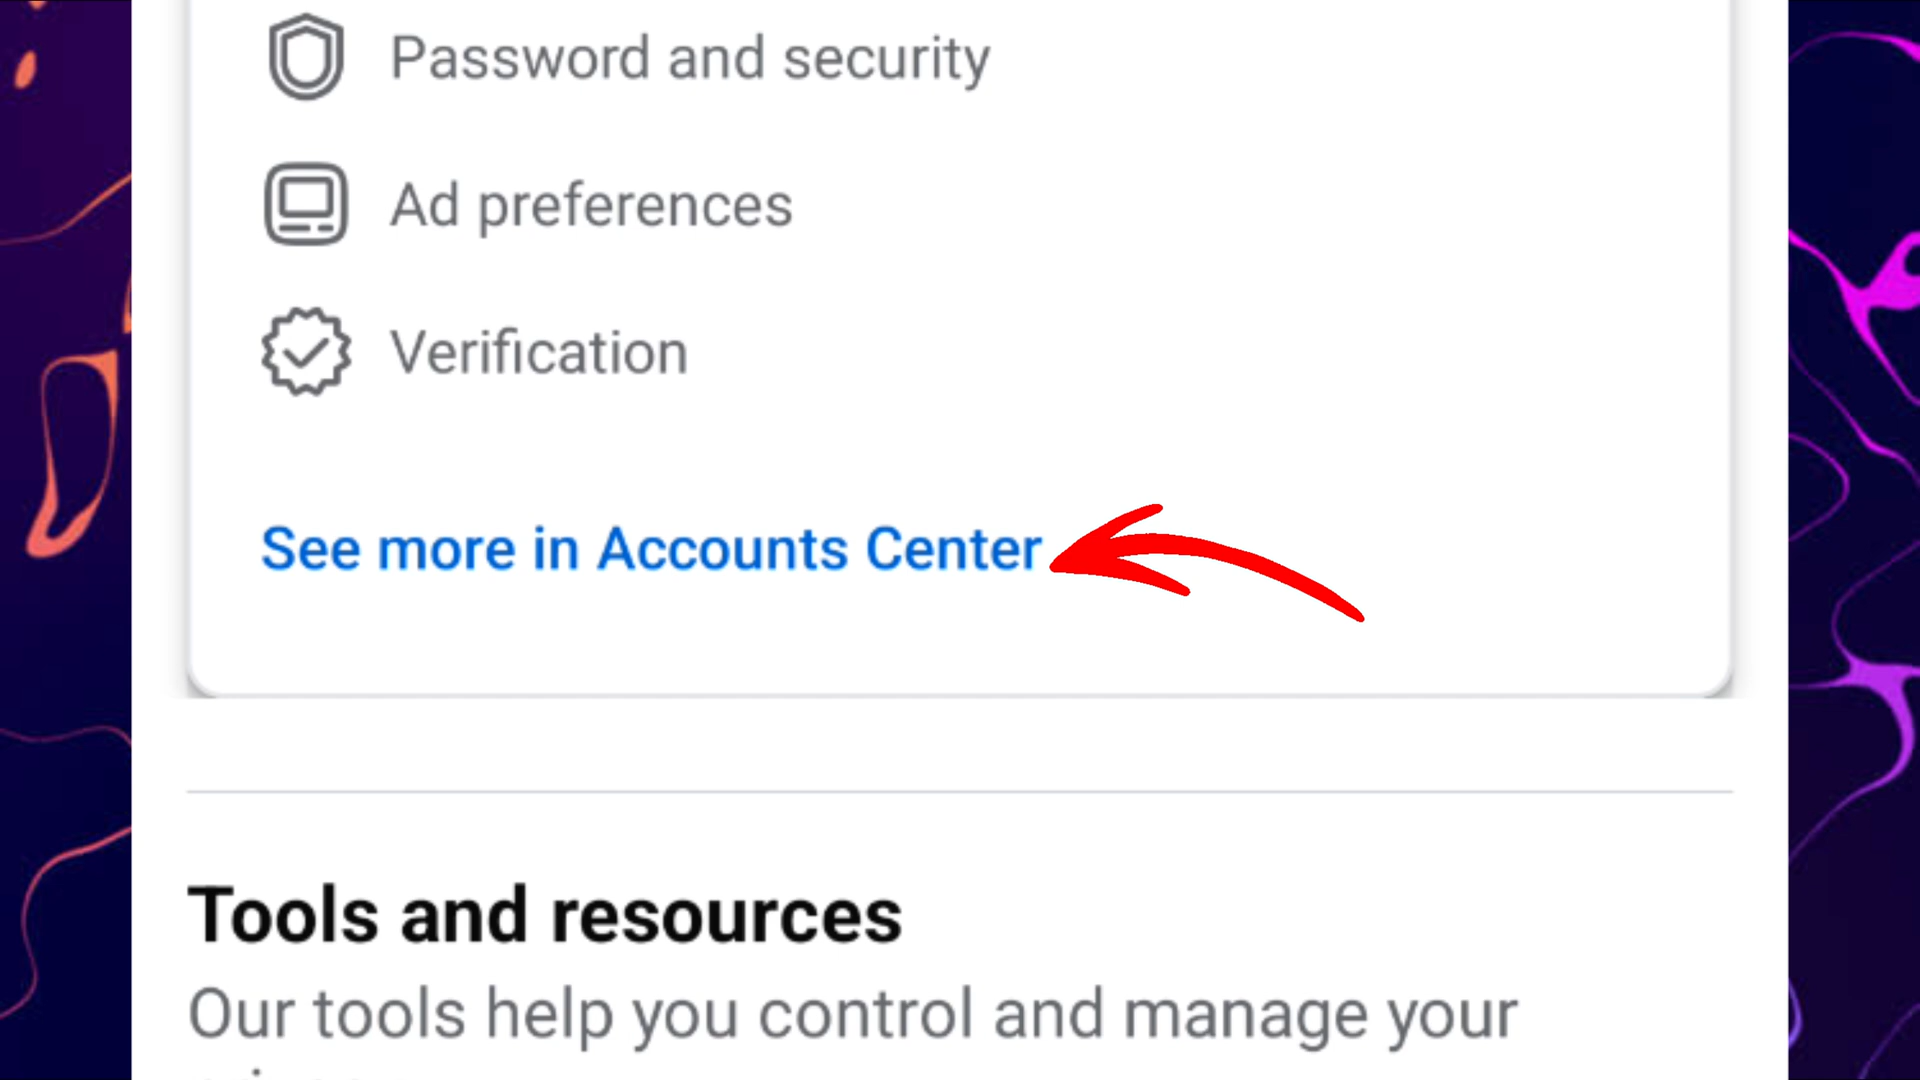 Password and security
Ad preferences
Verification
See more in Accounts Center
Tools and resources
Our tools help you control and manage your